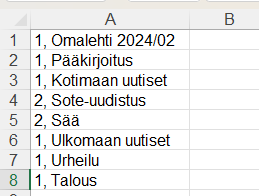 A B
1 1, Omalehti 2024/02
2 1, Pääkirjoitus
3 1, Kotimaan uutiset
4 2, Sote-uudistus
5 2, Sää
6 1, Ulkomaan uutiset
7 1, Urheilu
8 1, Talous